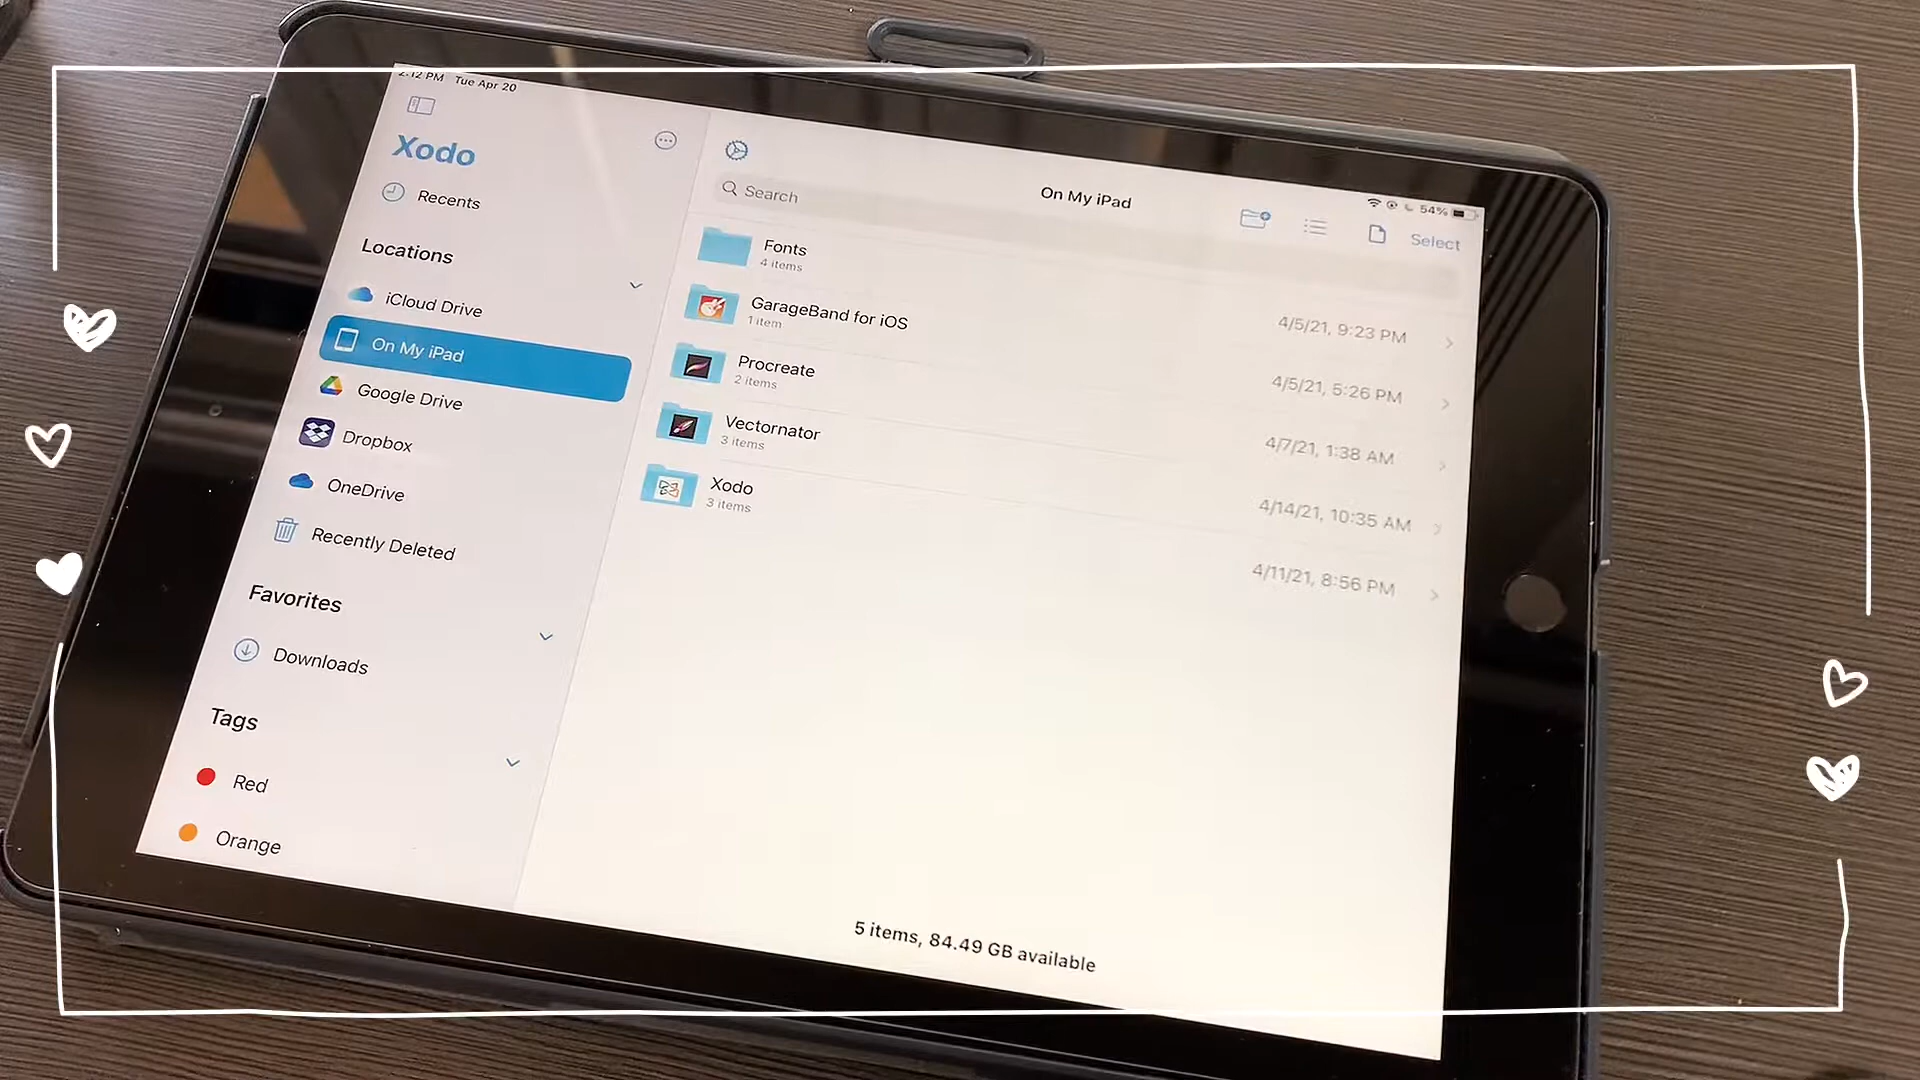 2:12 PM Tue Apr 20
54%
Xodo
Recents
Locations
iCloud Drive
On My iPad
Google Drive
Dropbox
OneDrive
Recently Deleted
Favorites
Downloads
Tags
Red
Orange
On My iPad
Select
Search
Fonts
4 items
4/5/21, 9:23 PM
GarageBand for iOS
1 item
4/5/21, 5:26 PM
Procreate
2 items
4/7/21, 1:38 AM
Vectornator
3 items
4/14/21, 10:35 AM
Xodo
3 items
4/11/21, 8:56 PM
5 items, 84.49 GB available